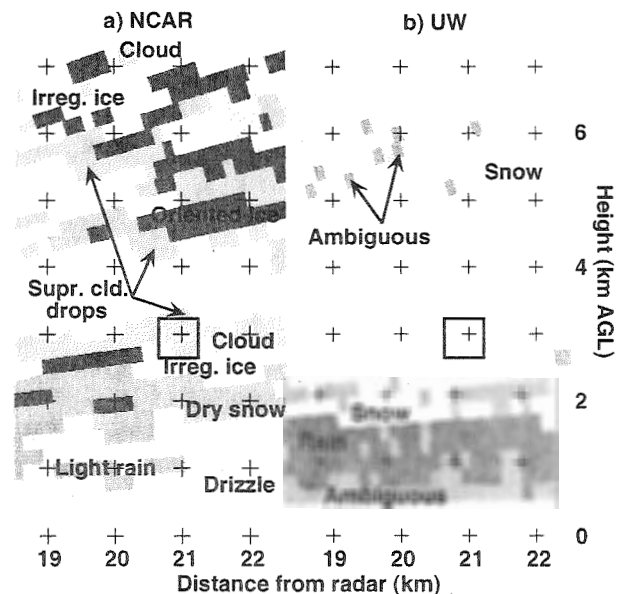 a) NCAR
b) UW
Cloud
Irreg. ice
6
Snow
Oriented ice
Ambiguous
Height (km AGL)
4
Supr. cld.
drops
Cloud
Irreg. ice
2
Dry snow
Snow
Rain
Light rain
Drizzle
Ambiguous
0
19 20 21 22 19 20 21 22
Distance from radar (km)